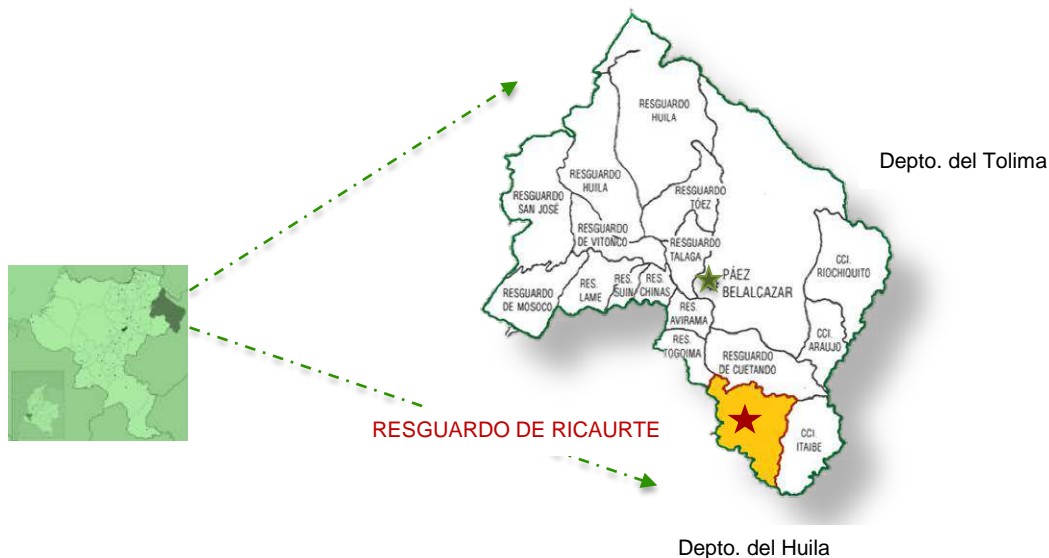 RESGUARDO
HUILA
Depto. del Tolima
RESGUARDO
HUILA
RESGUARDO
TÓEZ
RESGUARDO
SAN JOSÉ
RESGUARDO
DE VITONCO
RESGUARDO
TALAGA
CCI.
RIOCHIQUITO
PÁEZ
BELALCAZAR
RESGUARDO
DE MOSOCO
RES.
LAME
RES.
SUIN
RES.
CHINAS
RES.
AVIRAMA
RES.
TOGOIMA
RESGUARDO
DE CUETANDO
CCI.
ARAUJO
RESGUARDO DE RICAURTE
CCI.
ITAIBE
Depto. del Huila